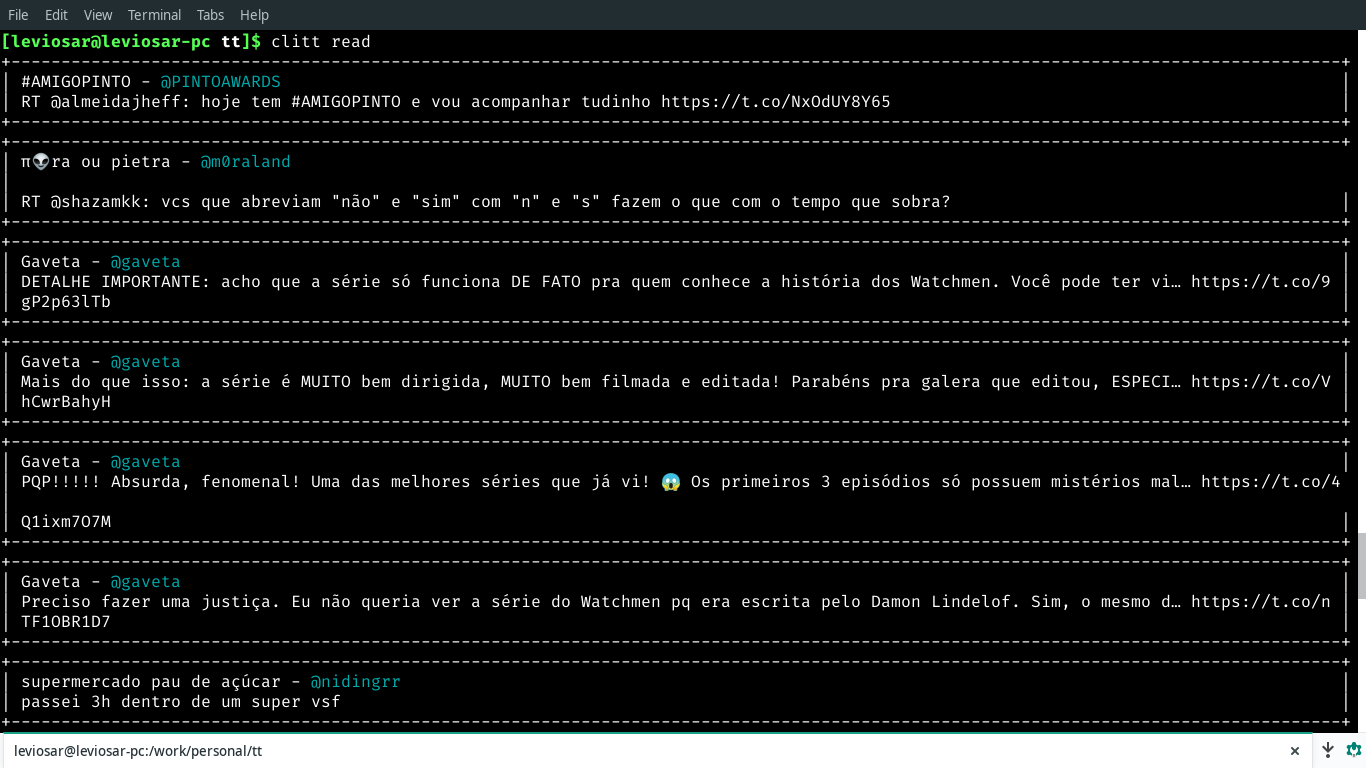 File Edit View Terminal Tabs Help
[leviosar@leviosar-pc tt]$ clitt read
#AMIGOPINTO - @PINTOAWARDS
RT @almeidajheff: hoje tem #AMIGOPINTO e vou acompanhar tudinho https://t.co/NxOdUY8Y65
π👽ra ou pietra - @m0raland
RT @shazamkk: vcs que abreviam "não" e "sim" com "n" e "s" fazem o que com o tempo que sobra?
Gaveta - @gaveta
DETALHE IMPORTANTE: acho que a série só funciona DE FATO pra quem conhece a história dos Watchmen. Você pode ter vi… https://t.co/9
gP2p63lTb
Gaveta - @gaveta
Mais do que isso: a série é MUITO bem dirigida, MUITO bem filmada e editada! Parabéns pra galera que editou, ESPECI… https://t.co/V
hCwrBahyH
Gaveta - @gaveta
PQP!!!!! Absurda, fenomenal! Uma das melhores séries que já vi! 😱 Os primeiros 3 episódios só possuem mistérios mal… https://t.co/4
Q1ixm7O7M
Gaveta - @gaveta
Preciso fazer uma justiça. Eu não queria ver a série do Watchmen pq era escrita pelo Damon Lindelof. Sim, o mesmo d… https://t.co/n
TF1OBR1D7
supermercado pau de açúcar - @nidingrr
passei 3h dentro de um super vsf
leviosar@leviosar-pc:/work/personal/tt